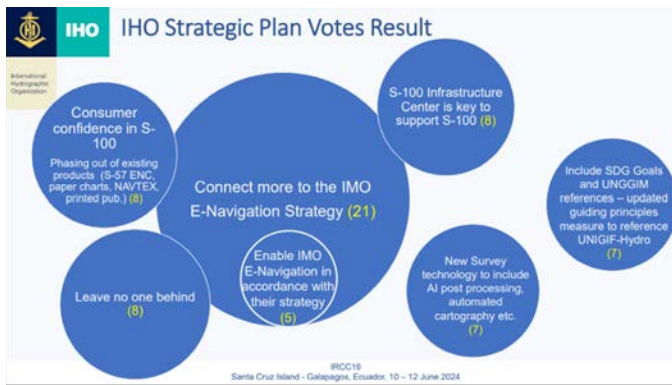 IHO
IHO Strategic Plan Votes Result
International
Hydrographic
Organization
Consumer
confidence in S-
100
Phasing out of existing
products (S-57 ENC,
paper charts, NAVTEX,
printed pub.) (8)
Connect more to the IMO
E-Navigation Strategy (21)
S-100 Infrastructure
Center is key to
support S-100 (8)
Include SDG Goals
and UNGGIM
references – updated
guiding principles
measure to reference
UNIGIF-Hydro
(7)
Leave no one behind
(8)
Enable IMO
E-Navigation in
accordance with
their strategy
(5)
New Survey
technology to include
AI post processing,
automated
cartography etc.
(7)
IRCC16
Santa Cruz Island - Galapagos, Ecuador, 10 – 12 June 2024